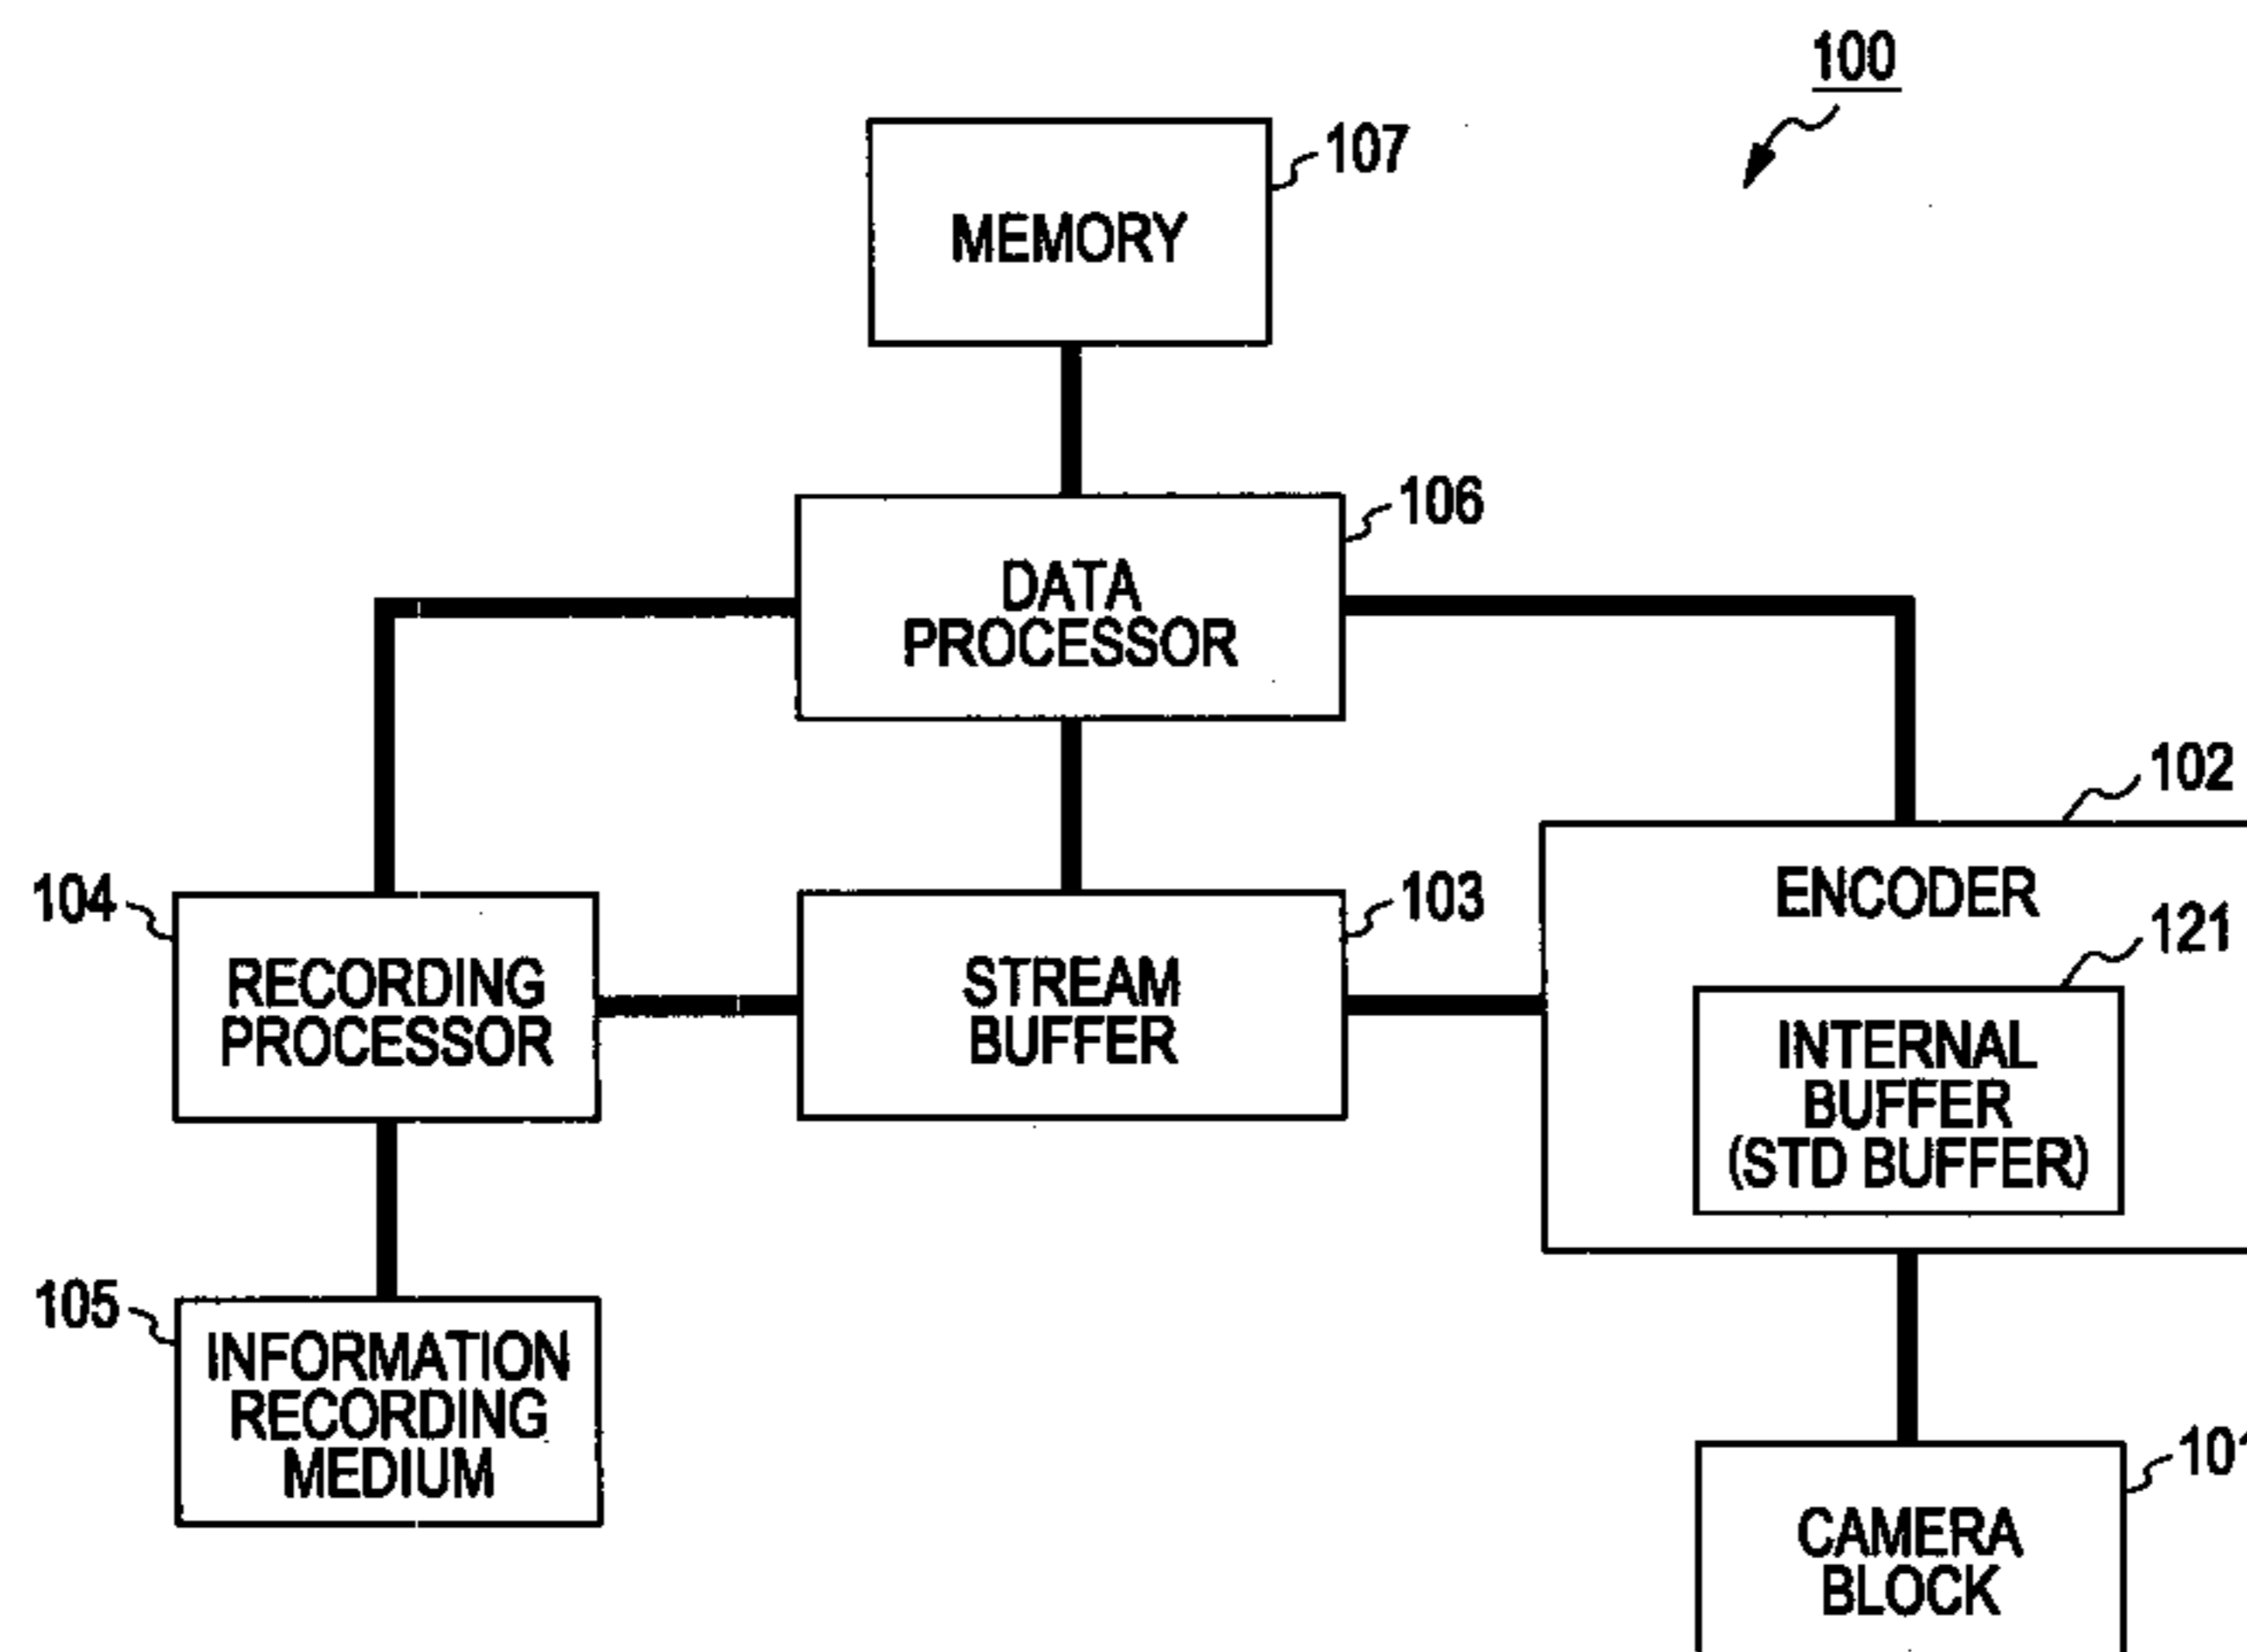 100
107
MEMORY
106
DATA
PROCESSOR
102
ENCODER
104
RECORDING
PROCESSOR
103
STREAM
BUFFER
121
INTERNAL
BUFFER
(STD BUFFER)
105
INFORMATION
RECORDING
MEDIUM
101
CAMERA
BLOCK